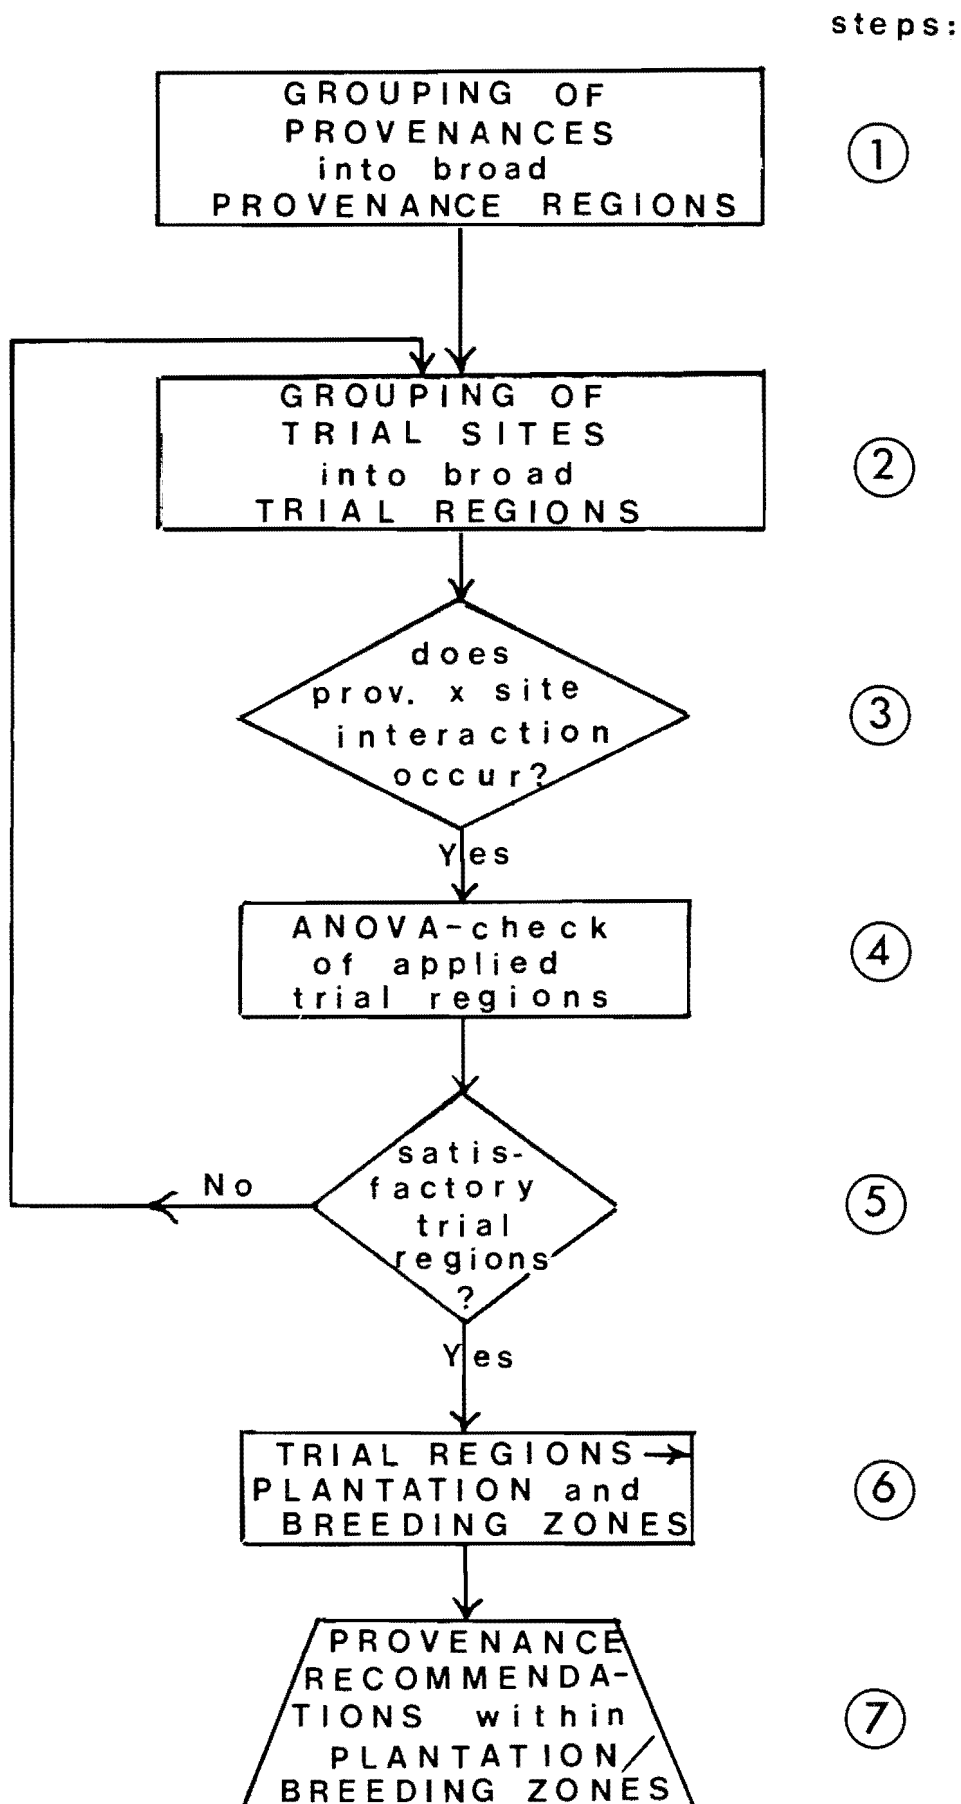 steps:
GROUPING OF
PROVENANCES
into broad
PROVENANCE REGIONS
1
GROUPING OF
TRIAL SITES
into broad
TRIAL REGIONS
2
does
prov. x site
interaction
occur?
3
Yes
ANOVA-check
of applied
trial regions
4
satis-
factory
trial
regions
?
No
5
Yes
TRIAL REGIONS →
PLANTATION and
BREEDING ZONES
6
PROVENANCE
RECOMMENDA-
TIONS within
PLANTATION/
BREEDING ZONES
7